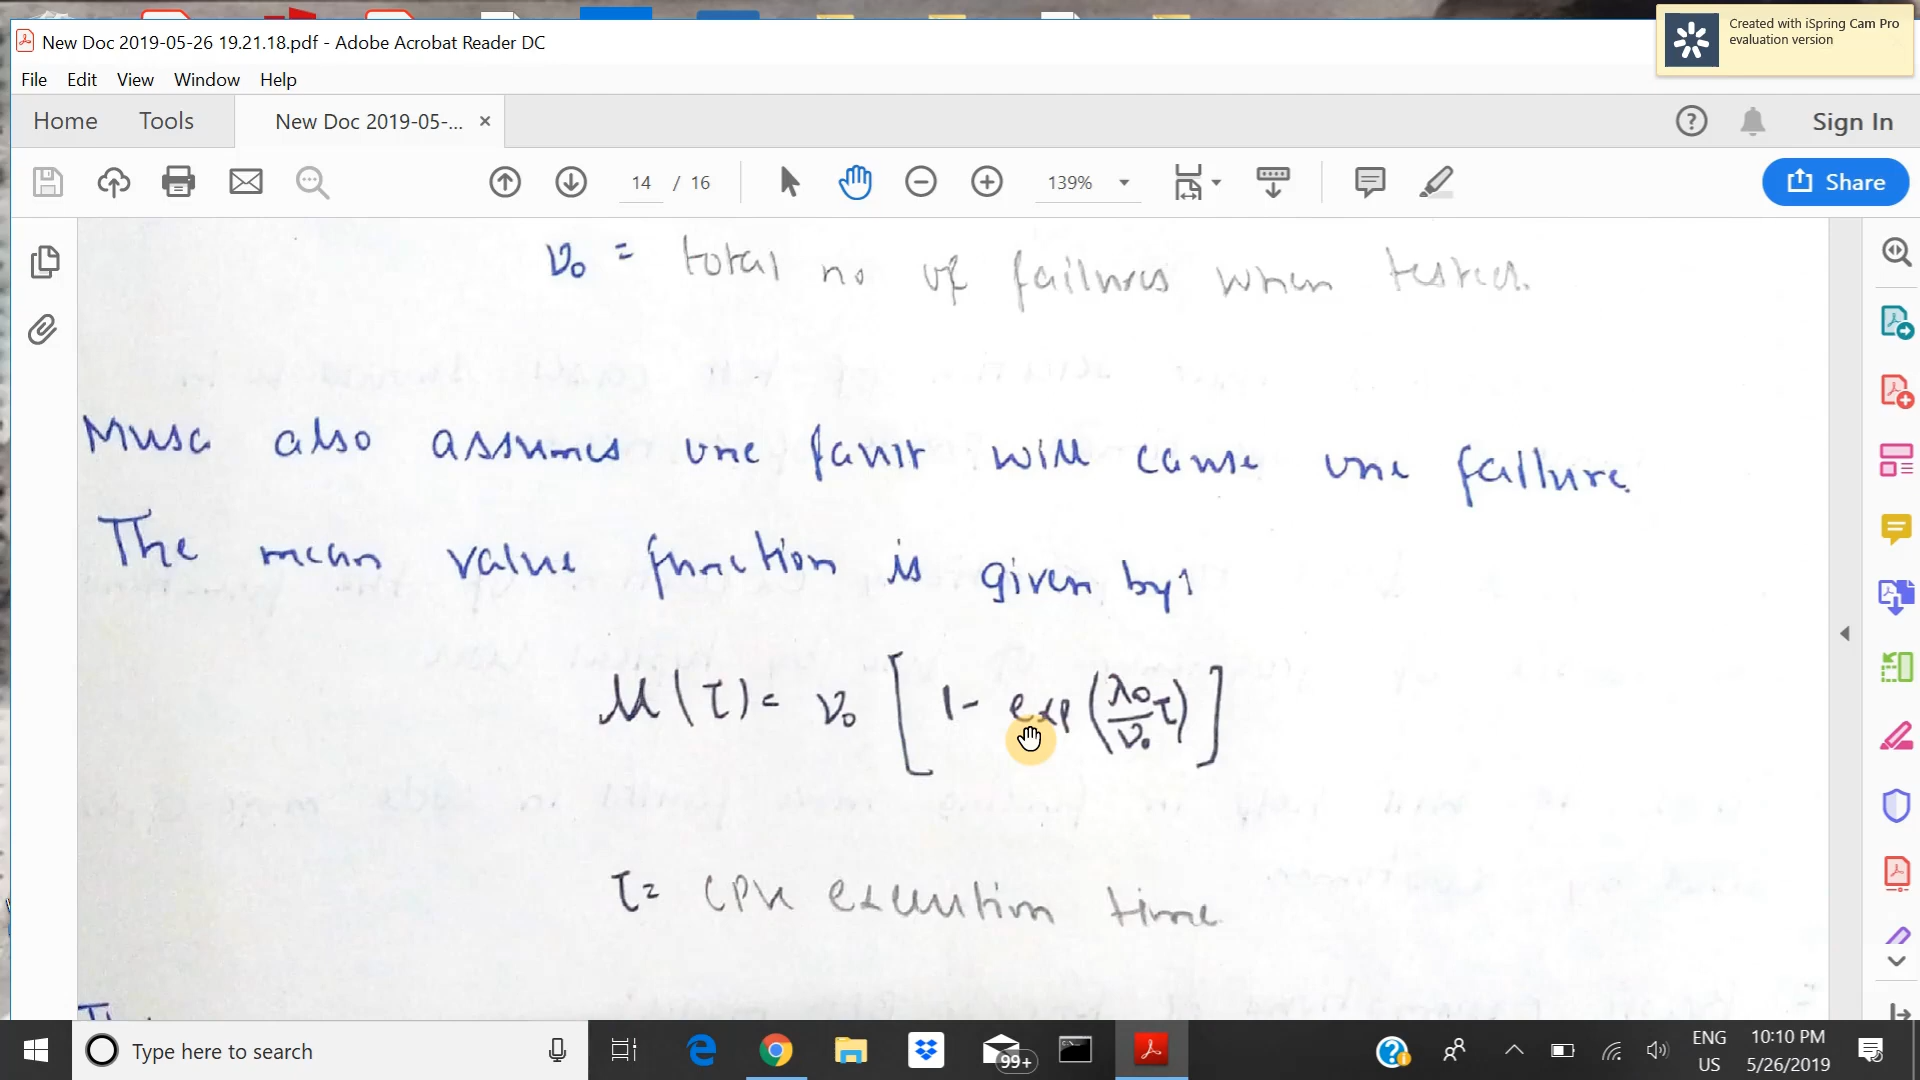 Created with iSpring Cam Pro
evaluation version
New Doc 2019-05-26 19.21.18.pdf - Adobe Acrobat Reader DC
File Edit View Window Help
Home Tools New Doc 2019-05-... × Sign In
14 / 16 139% Share
ν₀ = total no of failures when tested.
Musa also assumes one fault will cause one failure.
The mean value function is given by:
μ(τ) = ν₀ [1 - exp(λ₀/ν₀ τ)]
τ = CPU execution time
Type here to search 99+ ENG US 10:10 PM 5/26/2019